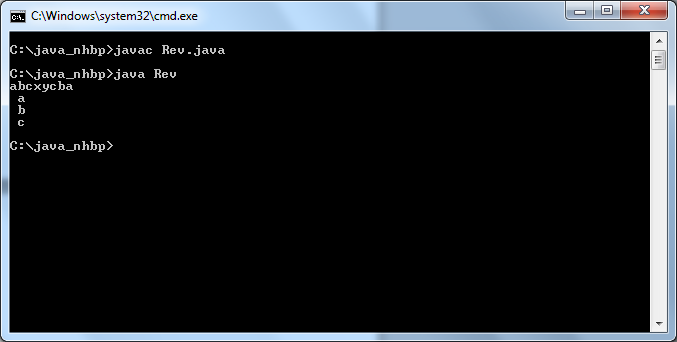 C:\Windows\system32\cmd.exe
C:\java_nhbp>javac Rev.java
C:\java_nhbp>java Rev
abcxycba
a
b
c
C:\java_nhbp>